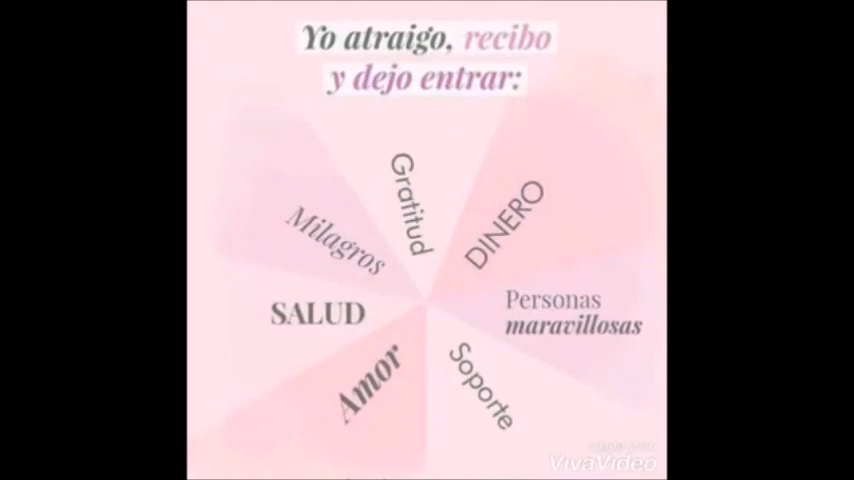 Yo atraigo, recibo
y dejo entrar:
Gratitud
DINERO
Personas
maravillosas
Soporte
Amor
SALUD
Milagros
VivaVideo